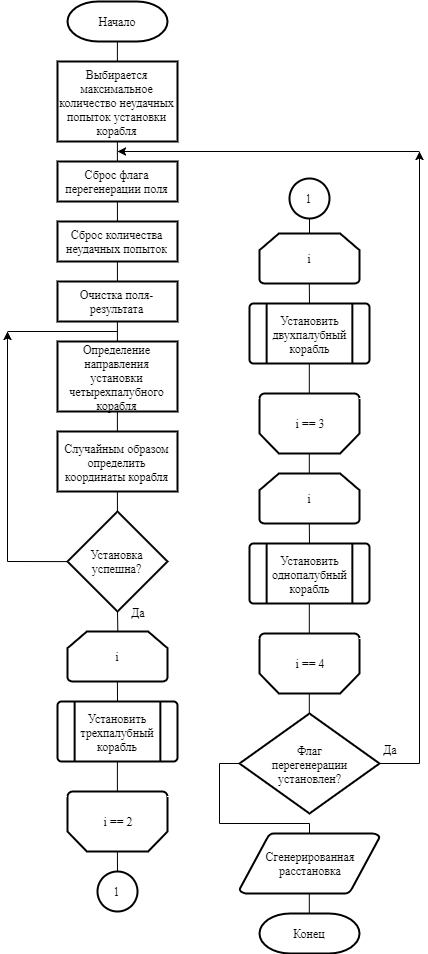 Начало
Выбирается
максимальное
количество неудачных
попыток установки
корабля
Сброс флага
перегенерации поля
Сброс количества
неудачных попыток
Очистка поля-
результата
Определение
направления
установки
четырехпалубного
корабля
Случайным образом
определить
координаты корабля
Установка
успешна?
Да
i
Установить
трехпалубный
корабль
i == 2
1
1
i
Установить
двухпалубный
корабль
i == 3
i
Установить
однопалубный
корабль
i == 4
Флаг
перегенерации
установлен?
Да
Сгенерированная
расстановка
Конец